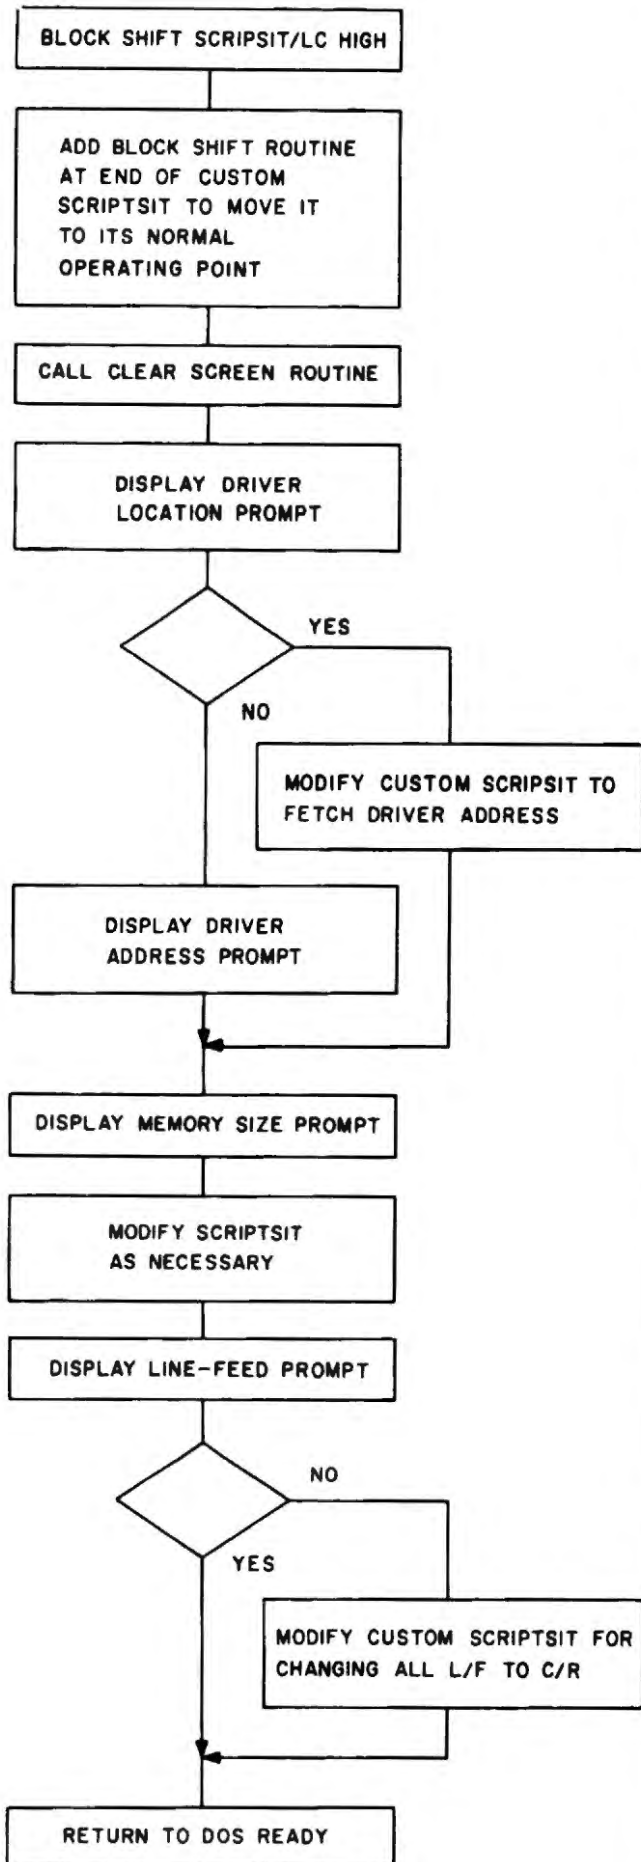 BLOCK SHIFT SCRIPSIT/LC HIGH
ADD BLOCK SHIFT ROUTINE
AT END OF CUSTOM
SCRIPTSIT TO MOVE IT
TO ITS NORMAL
OPERATING POINT
CALL CLEAR SCREEN ROUTINE
DISPLAY DRIVER
LOCATION PROMPT
YES
NO
MODIFY CUSTOM SCRIPSIT TO
FETCH DRIVER ADDRESS
DISPLAY DRIVER
ADDRESS PROMPT
DISPLAY MEMORY SIZE PROMPT
MODIFY SCRIPTSIT
AS NECESSARY
DISPLAY LINE-FEED PROMPT
NO
YES
MODIFY CUSTOM SCRIPTSIT FOR
CHANGING ALL L/F TO C/R
RETURN TO DOS READY